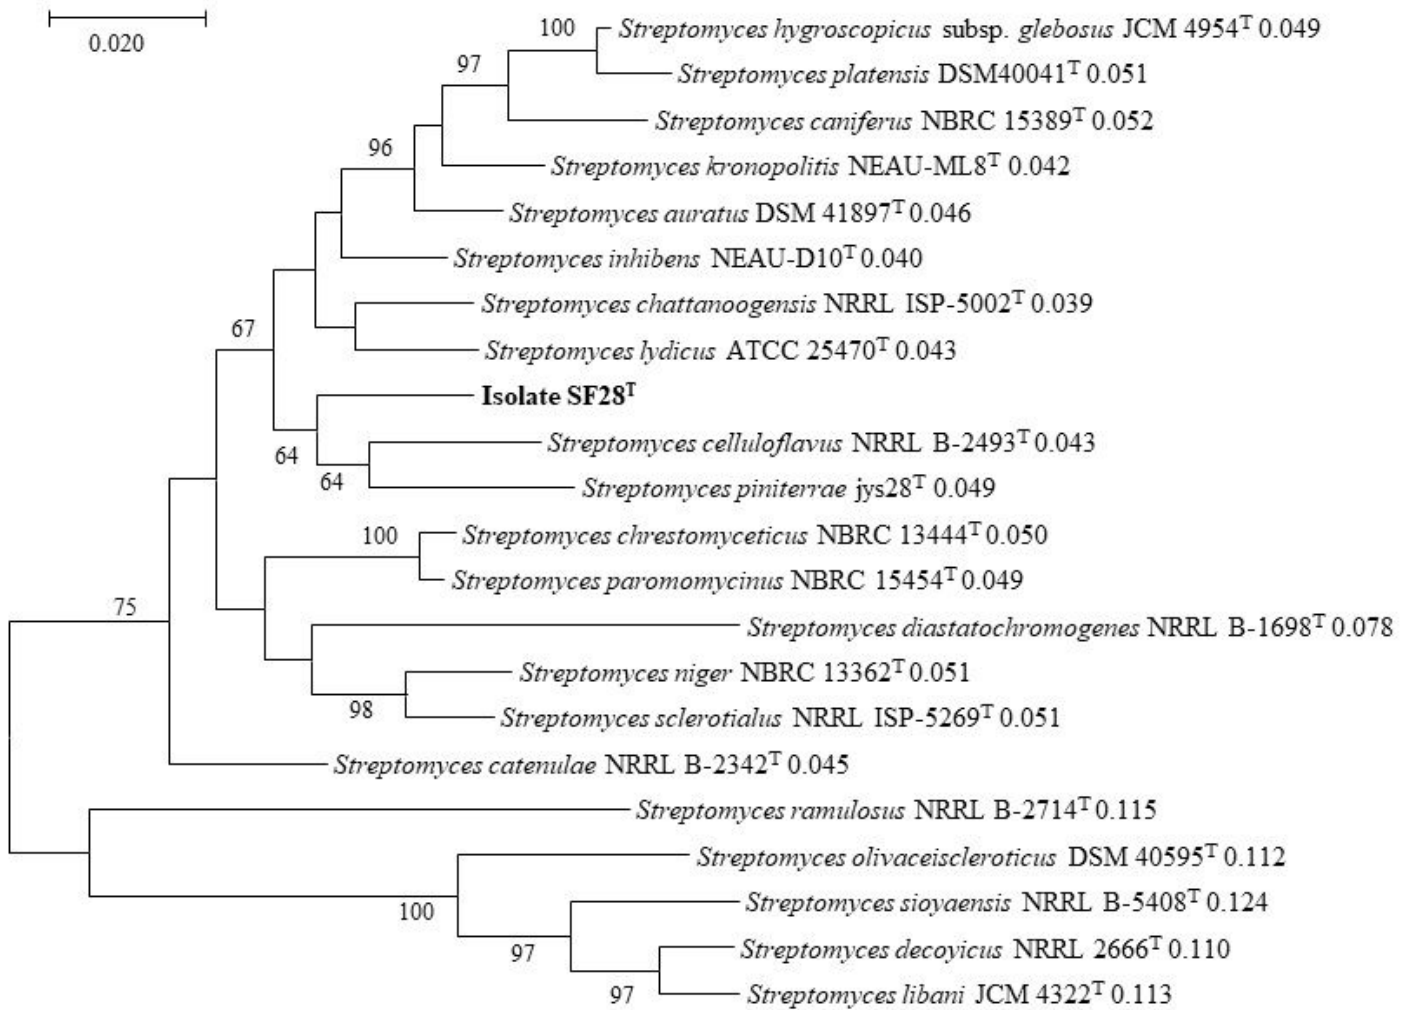 0.020
100
Streptomyces hygroscopicus subsp. glebosus JCM 4954T 0.049
97
Streptomyces platensis DSM40041T 0.051
Streptomyces caniferus NBRC 15389T 0.052
96
Streptomyces kronopolitis NEAU-ML8T 0.042
Streptomyces auratus DSM 41897T 0.046
Streptomyces inhibens NEAU-D10T 0.040
Streptomyces chattanoogensis NRRL ISP-5002T 0.039
67
Streptomyces lydicus ATCC 25470T 0.043
Isolate SF28T
Streptomyces celluloflavus NRRL B-2493T 0.043
64
64
Streptomyces piniterrae jys28T 0.049
100
Streptomyces chrestomyceticus NBRC 13444T 0.050
Streptomyces paromomycinus NBRC 15454T 0.049
75
Streptomyces diastatochromogenes NRRL B-1698T 0.078
Streptomyces niger NBRC 13362T 0.051
98
Streptomyces sclerotialus NRRL ISP-5269T 0.051
Streptomyces catenulae NRRL B-2342T 0.045
Streptomyces ramulosus NRRL B-2714T 0.115
Streptomyces olivaceiscleroticus DSM 40595T 0.112
100
Streptomyces sioyaensis NRRL B-5408T 0.124
97
Streptomyces decoyicus NRRL 2666T 0.110
97
Streptomyces libani JCM 4322T 0.113